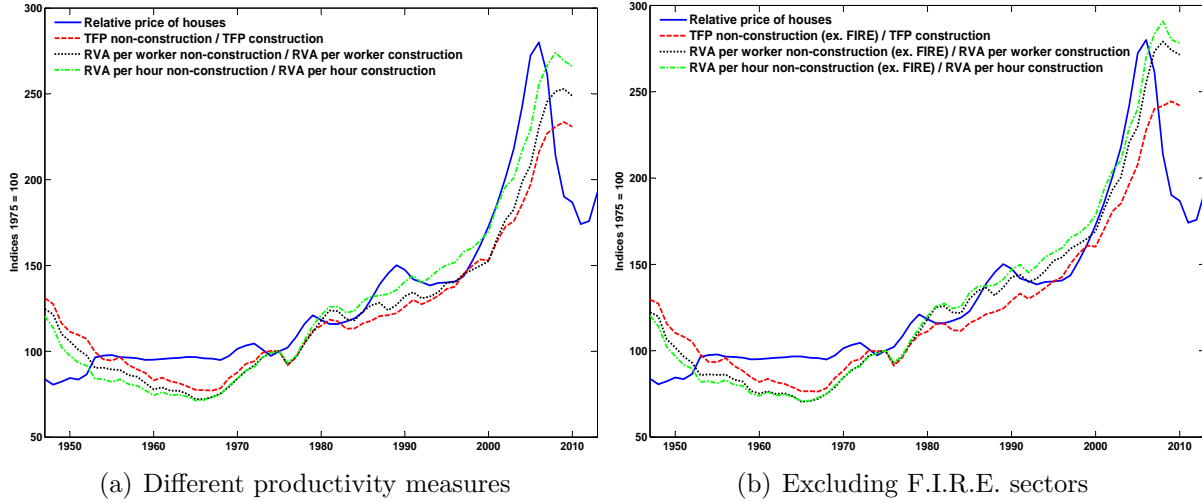 Relative price of houses
TFP non-construction / TFP construction
RVA per worker non-construction / RVA per worker construction
RVA per hour non-construction / RVA per hour construction
Indices 1975 = 100
300
250
200
150
100
50
1950 1960 1970 1980 1990 2000 2010
(a) Different productivity measures
Relative price of houses
TFP non-construction (ex. FIRE) / TFP construction
RVA per worker non-construction (ex. FIRE) / RVA per worker construction
RVA per hour non-construction (ex. FIRE) / RVA per hour construction
Indices 1975 = 100
300
250
200
150
100
50
1950 1960 1970 1980 1990 2000 2010
(b) Excluding F.I.R.E. sectors